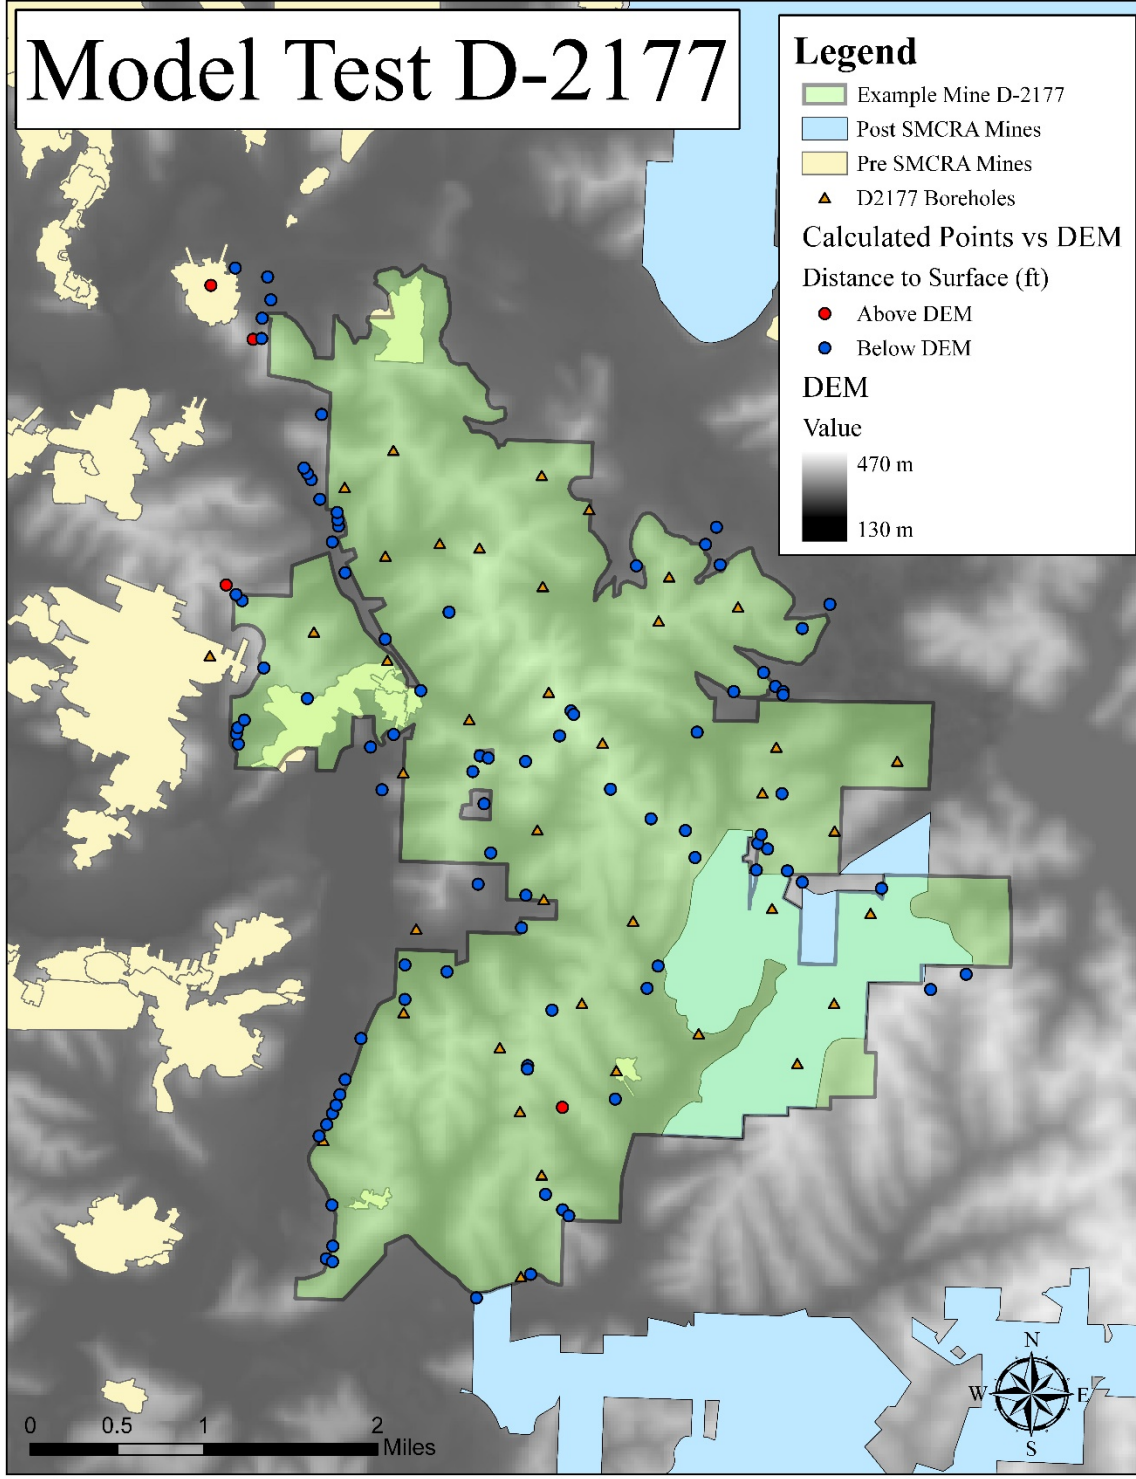 Model Test D-2177
Legend
Example Mine D-2177
Post SMCRA Mines
Pre SMCRA Mines
D2177 Boreholes
Calculated Points vs DEM
Distance to Surface (ft)
Above DEM
Below DEM
DEM
Value
470 m
130 m
N
W E
S
0 0.5 1 2
Miles